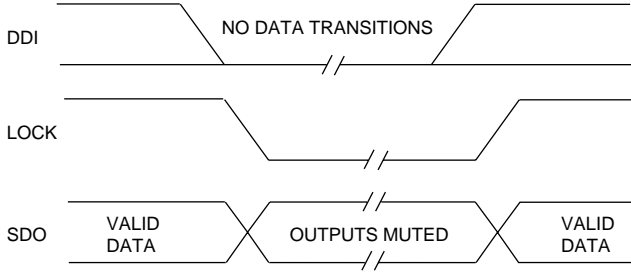 DDI
NO DATA TRANSITIONS
LOCK
SDO
VALID
DATA
OUTPUTS MUTED
VALID
DATA